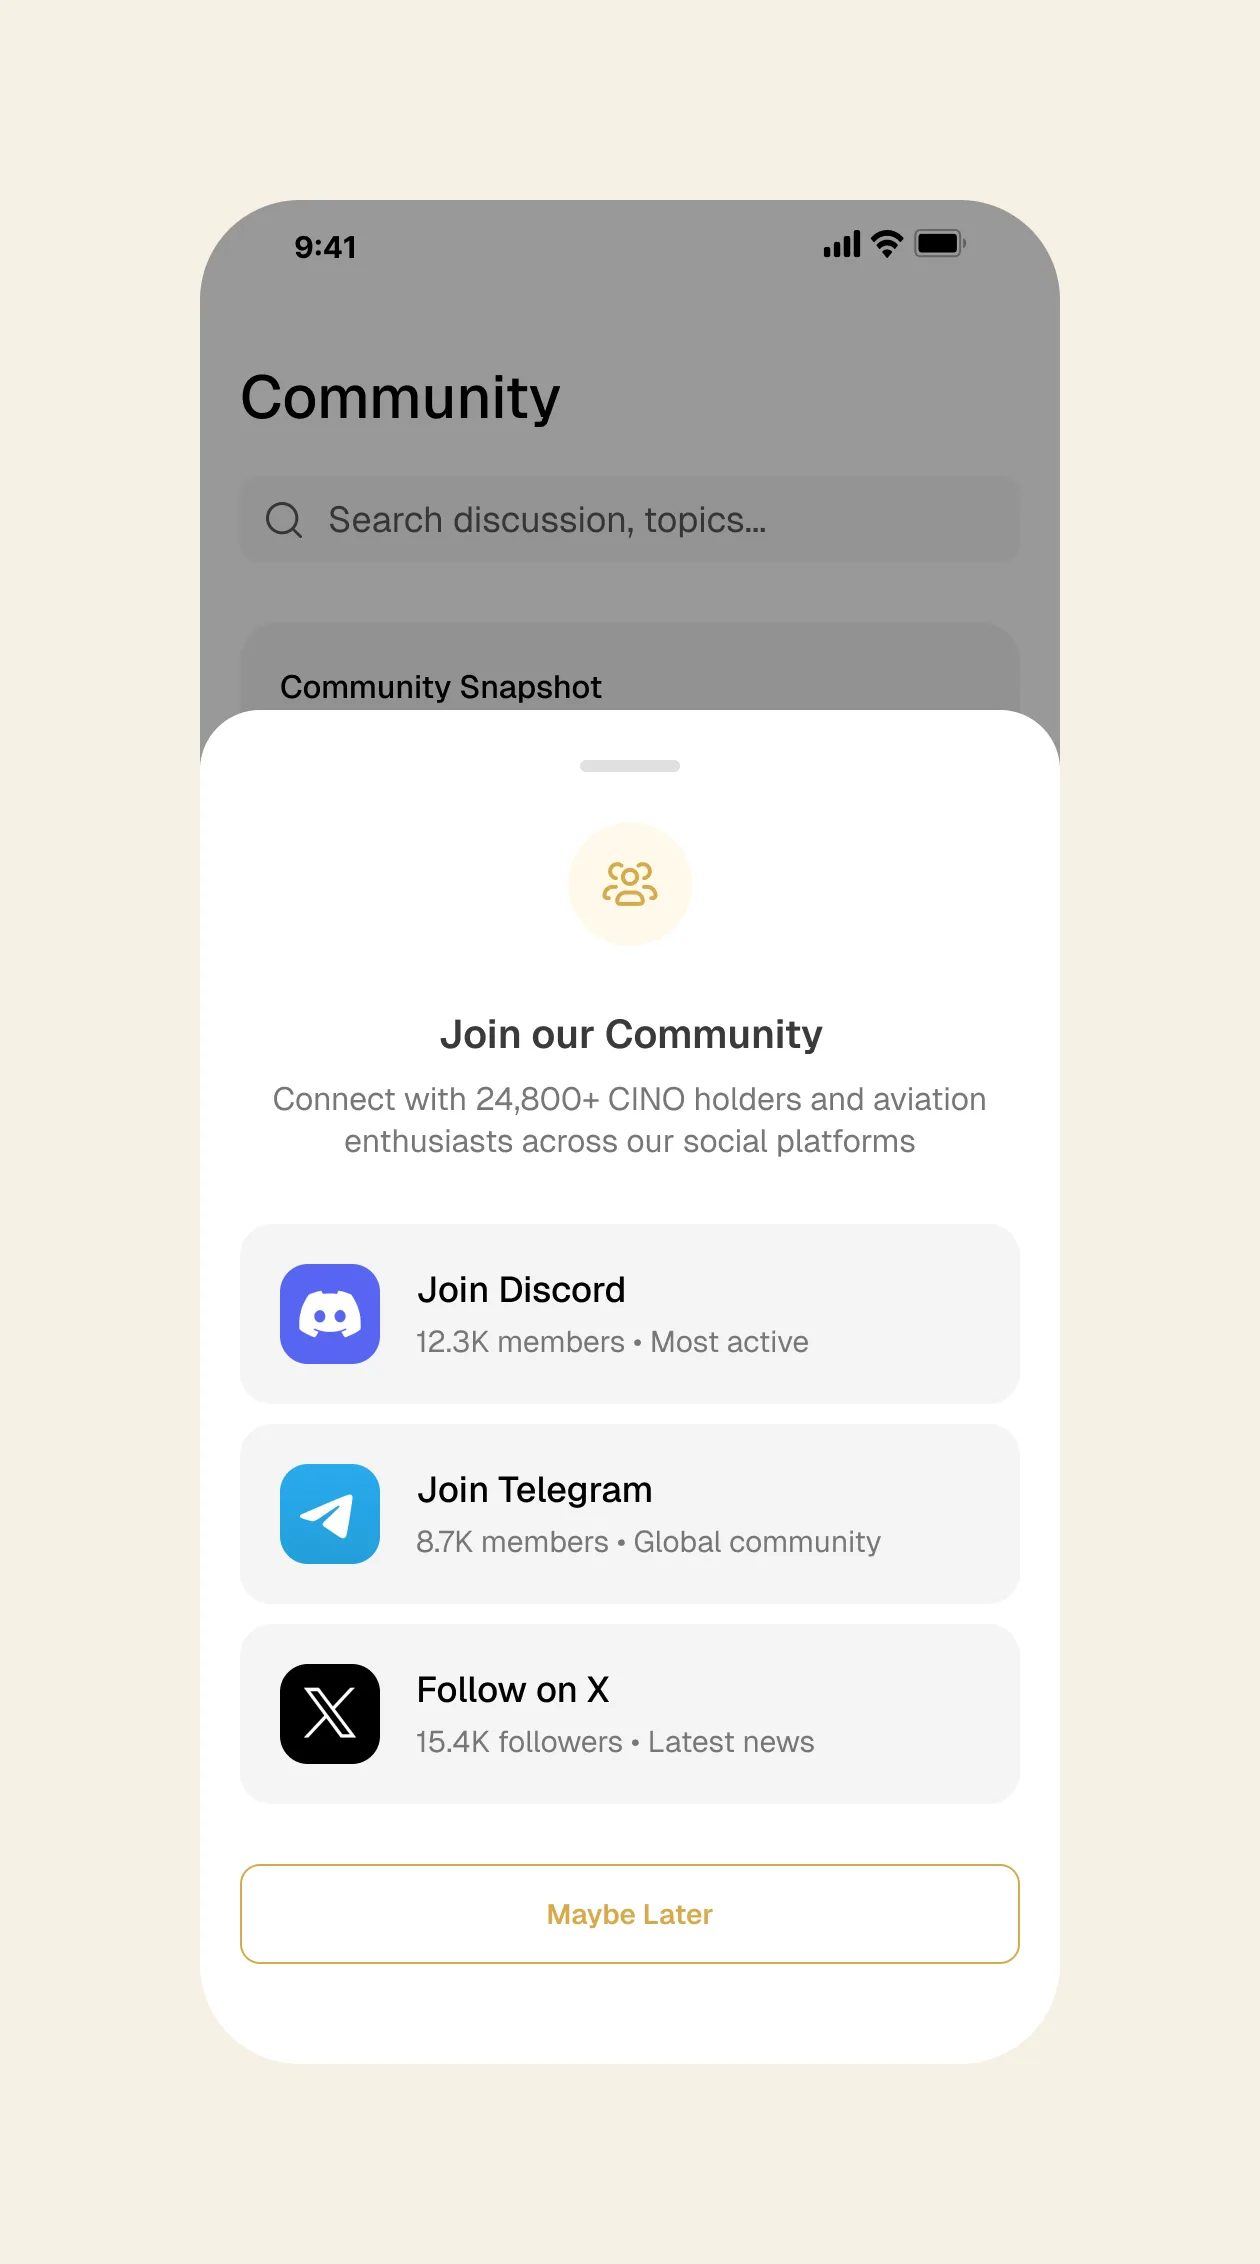 9:41
Community
Search discussion, topics...
Community Snapshot
Join our Community
Connect with 24,800+ CINO holders and aviation
enthusiasts across our social platforms
Join Discord
12.3K members • Most active
Join Telegram
8.7K members • Global community
Follow on X
15.4K followers • Latest news
Maybe Later